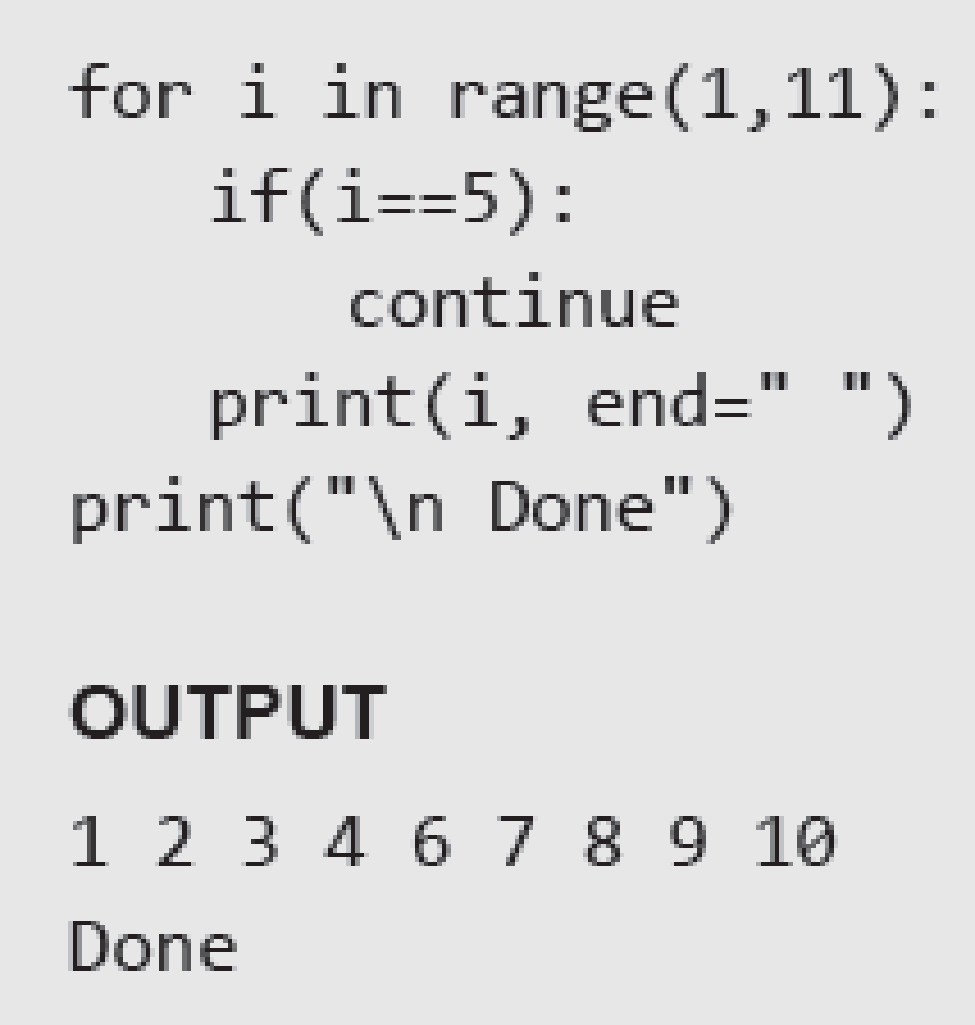 for i in range(1,11):
    if(i==5):
        continue
    print(i, end=" ")
print("\n Done")
OUTPUT
1 2 3 4 6 7 8 9 10
Done